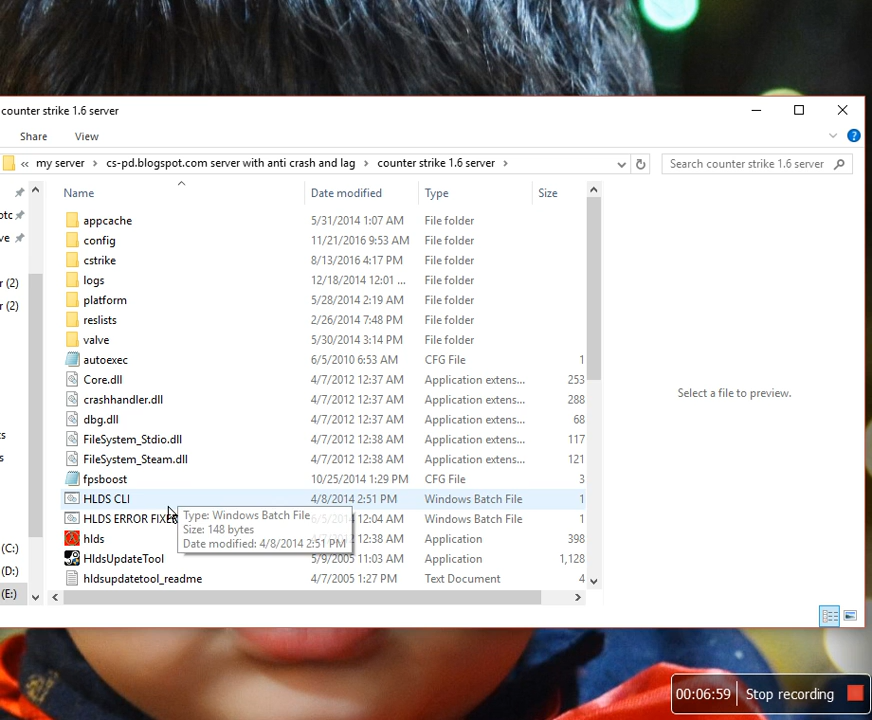 counter strike 1.6 server
Share View
« my server › cs-pd.blogspot.com server with anti crash and lag › counter strike 1.6 server › Search counter strike 1.6 server
Name Date modified Type Size
appcache 5/31/2014 1:07 AM File folder
config 11/21/2016 9:53 AM File folder
cstrike 8/13/2016 4:17 PM File folder
logs 12/18/2014 12:01 ... File folder
platform 5/28/2014 2:19 AM File folder
reslists 2/26/2014 7:48 PM File folder
valve 5/30/2014 3:14 PM File folder
autoexec 6/5/2010 6:53 AM CFG File 1
Core.dll 4/7/2012 12:37 AM Application extens... 253
crashhandler.dll 4/7/2012 12:37 AM Application extens... 288
dbg.dll 4/7/2012 12:37 AM Application extens... 68
FileSystem_Stdio.dll 4/7/2012 12:38 AM Application extens... 117
FileSystem_Steam.dll 4/7/2012 12:38 AM Application extens... 121
fpsboost 10/25/2014 1:29 PM CFG File 3
HLDS CLI 4/8/2014 2:51 PM Windows Batch File 1
HLDS ERROR FIXE 12:04 AM Windows Batch File 1
hlds 12:38 AM Application 398
HldsUpdateTool 5/9/2005 11:03 AM Application 1,128
hldsupdatetool_readme 4/7/2005 1:27 PM Text Document 4
Type: Windows Batch File
Size: 148 bytes
Date modified: 4/8/2014 2:51 PM
otc
ve
r (2)
r (2)
ts
s
(C:)
(D:)
(E:)
Select a file to preview.
00:06:59 Stop recording